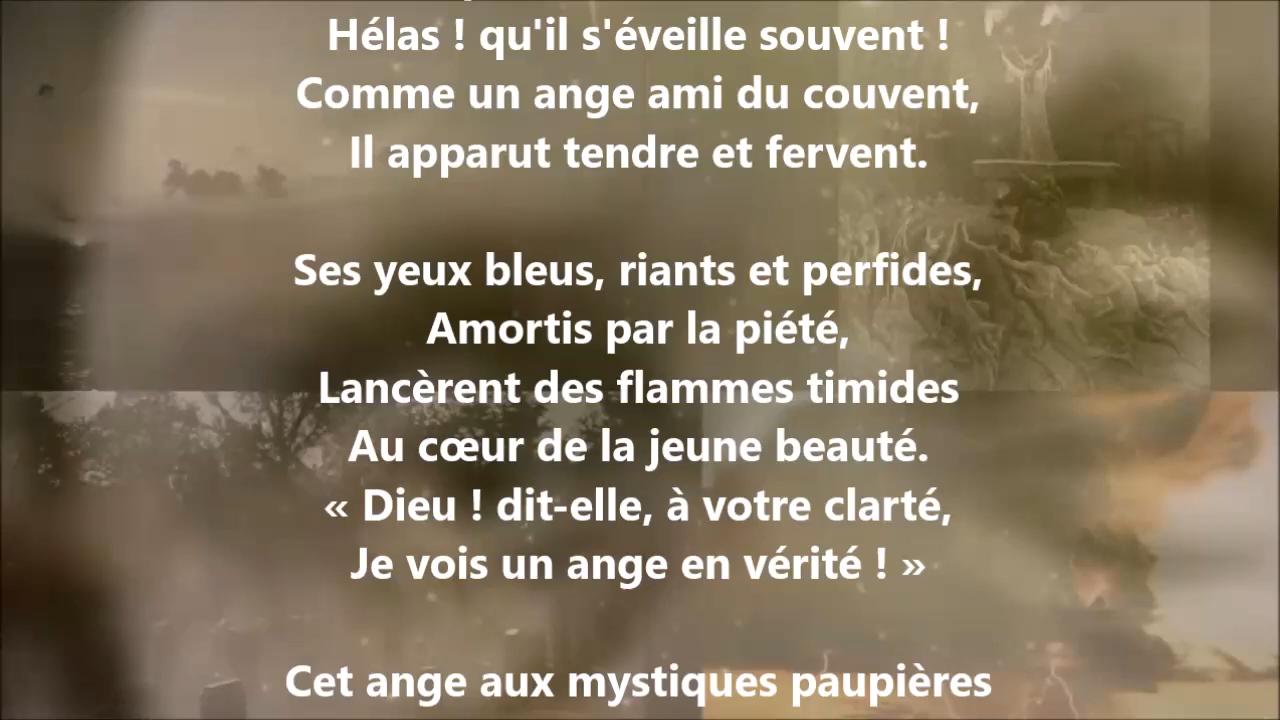 Hélas ! qu'il s'éveille souvent !
Comme un ange ami du couvent,
Il apparut tendre et fervent.
Ses yeux bleus, riants et perfides,
Amortis par la piété,
Lancèrent des flammes timides
Au cœur de la jeune beauté.
« Dieu ! dit-elle, à votre clarté,
Je vois un ange en vérité ! »
Cet ange aux mystiques paupières